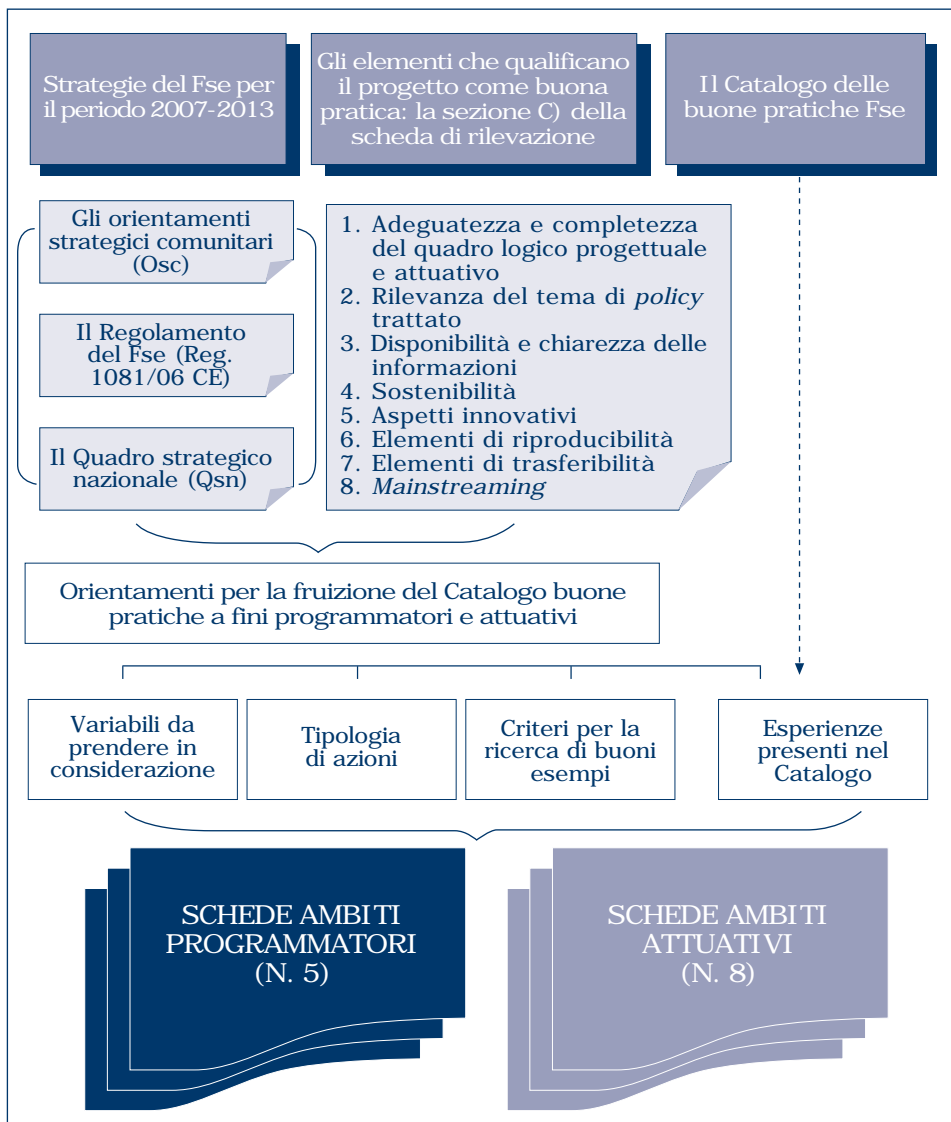 Strategie del Fse per
il periodo 2007-2013
Gli elementi che qualificano
il progetto come buona
pratica: la sezione C) della
scheda di rilevazione
Il Catalogo delle
buone pratiche Fse
Gli orientamenti
strategici comunitari
(Osc)
Il Regolamento
del Fse (Reg.
1081/06 CE)
Il Quadro strategico
nazionale (Qsn)
1. Adeguatezza e completezza
del quadro logico progettuale
e attuativo
2. Rilevanza del tema di policy
trattato
3. Disponibilità e chiarezza delle
informazioni
4. Sostenibilità
5. Aspetti innovativi
6. Elementi di riproducibilità
7. Elementi di trasferibilità
8. Mainstreaming
Orientamenti per la fruizione del Catalogo buone
pratiche a fini programmatori e attuativi
Variabili da
prendere in
considerazione
Tipologia
di azioni
Criteri per la
ricerca di buoni
esempi
Esperienze
presenti nel
Catalogo
SCHEDE AMBITI
PROGRAMMATORI
(N. 5)
SCHEDE AMBITI
ATTUATIVI
(N. 8)